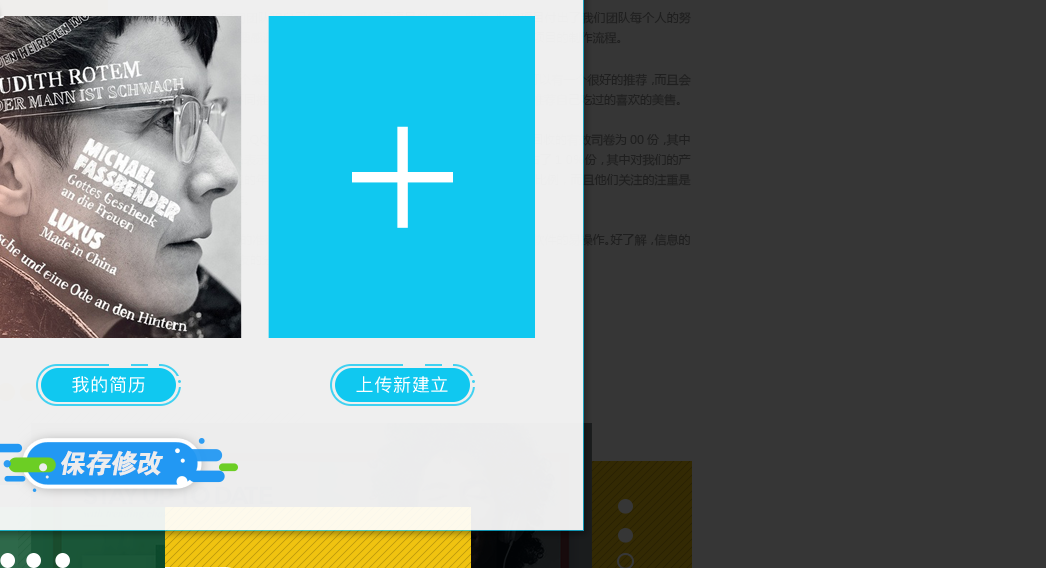 JUDITH ROTEM
DER MANN IST SCHWACH
MICHAEL
FASSBENDER
Gottes Geschenk
an die Frauen
LUXUS
Made in China
sche und eine Ode an den Hintern
我的简历
上传新建立
保存修改
我们团队每个人的努
作流程。
很好的推荐 ,而且会
过的喜欢的美售。
放司卷为 00 份 ,其中
份 , 其中对我们的产
且他们关注的注重是
操作。好了解 ,信息的